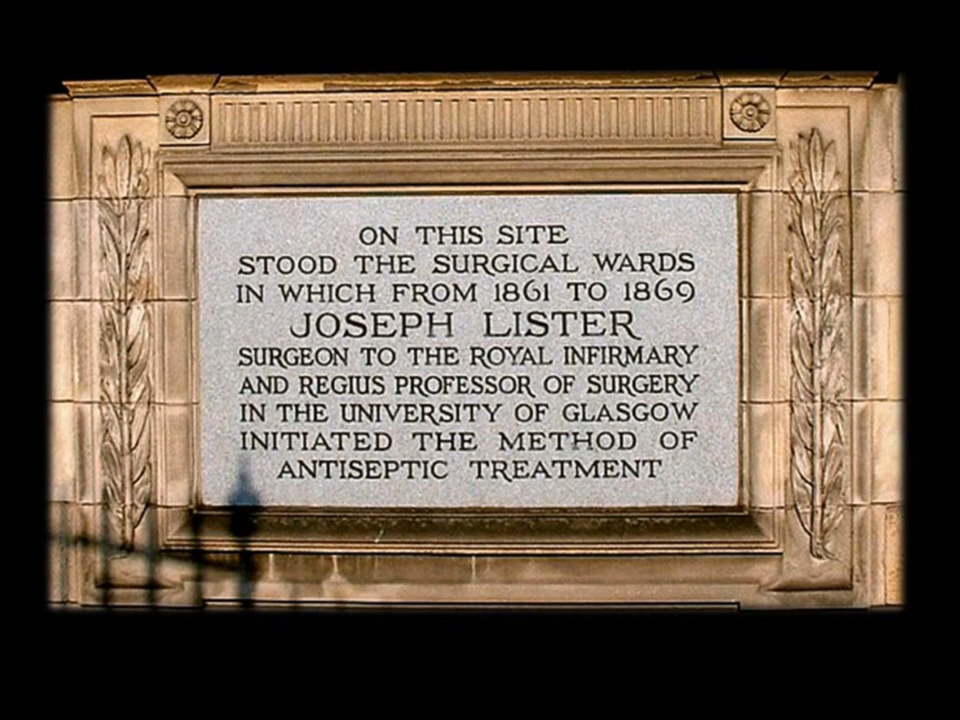 ON THIS SITE
STOOD THE SURGICAL WARDS
IN WHICH FROM 1861 TO 1869
JOSEPH LISTER
SURGEON TO THE ROYAL INFIRMARY
AND REGIUS PROFESSOR OF SURGERY
IN THE UNIVERSITY OF GLASGOW
INITIATED THE METHOD OF
ANTISEPTIC TREATMENT